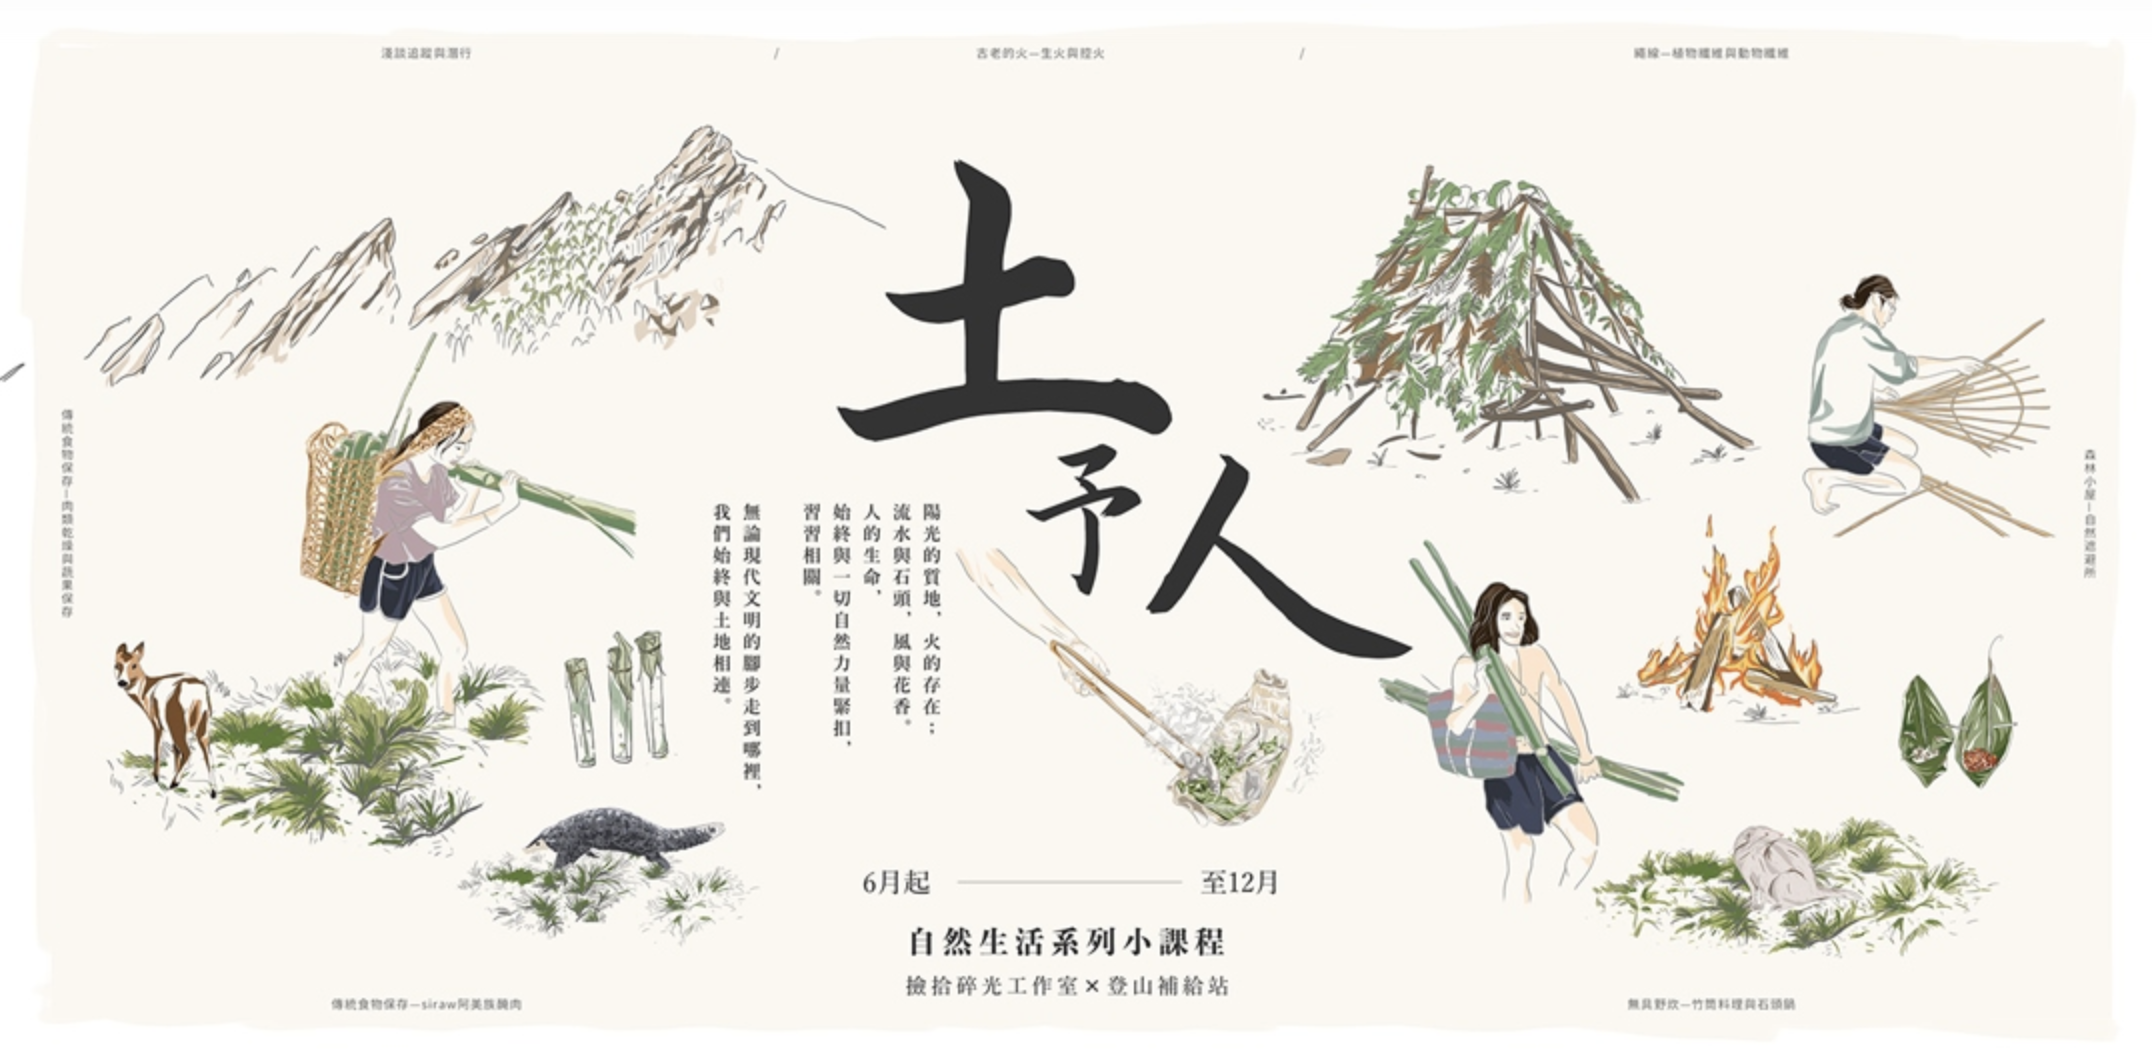 淺談追蹤與潛行
/
古老的火—生火與控火
/
繩線—植物纖維與動物纖維
土
予人
陽光的質地，火的存在；
流水與石頭，風與花香。
人的生命，
始終與一切自然力量緊扣，
習習相關。
無論現代文明的腳步走到哪裡，
我們始終與土地相連。
傳統食物保存—肉類乾燥與蔬果保存
森林小屋—自然遮避所
6月起
至12月
自然生活系列小課程
撿拾碎光工作室×登山補給站
傳統食物保存—siraw阿美族醃肉
無具野炊—竹筒料理與石頭鍋